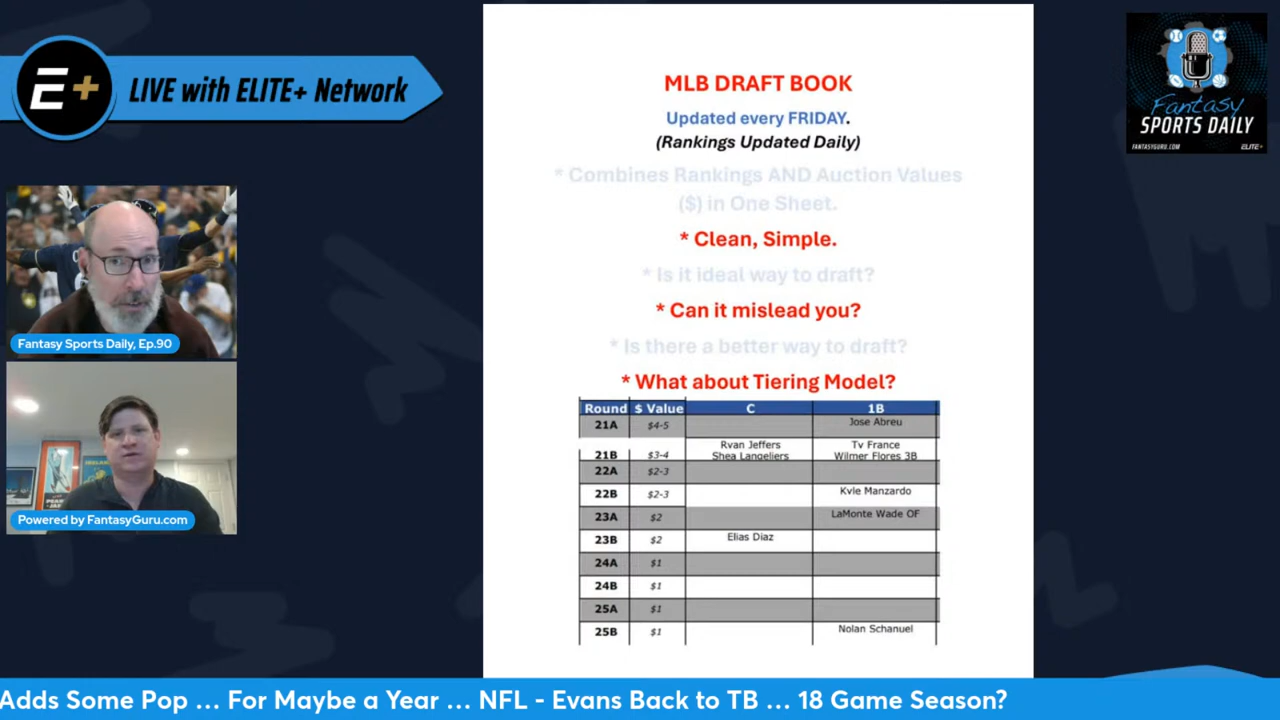 E+
LIVE with ELITE+ Network
Fantasy
SPORTS DAILY
FANTASYGURU.COM
ELITE+
Fantasy Sports Daily, Ep.90
Powered by FantasyGuru.com
MLB DRAFT BOOK
Updated every FRIDAY.
(Rankings Updated Daily)
* Combines Rankings AND Auction Values
($) in One Sheet.
* Clean, Simple.
* Is it ideal way to draft?
* Can it mislead you?
* Is there a better way to draft?
* What about Tiering Model?
Round $ Value C 1B
21A $4-5 Jose Abreu
Ryan Jeffers Ty France
21B $3-4 Shea Langeliers Wilmer Flores 3B
22A $2-3
22B $2-3 Kyle Manzardo
23A $2 LaMonte Wade OF
23B $2 Elias Diaz
24A $1
24B $1
25A $1
25B $1 Nolan Schanuel
Adds Some Pop ... For Maybe a Year ... NFL - Evans Back to TB ... 18 Game Season?